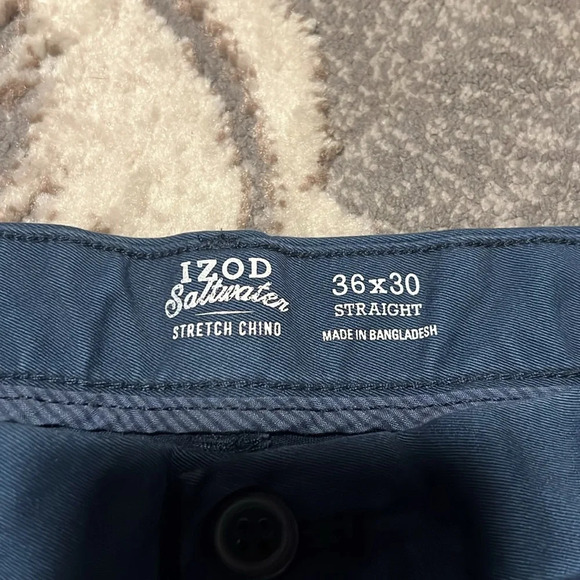 IZOD
Saltwater
STRETCH CHINO
36x30
STRAIGHT
MADE IN BANGLADESH